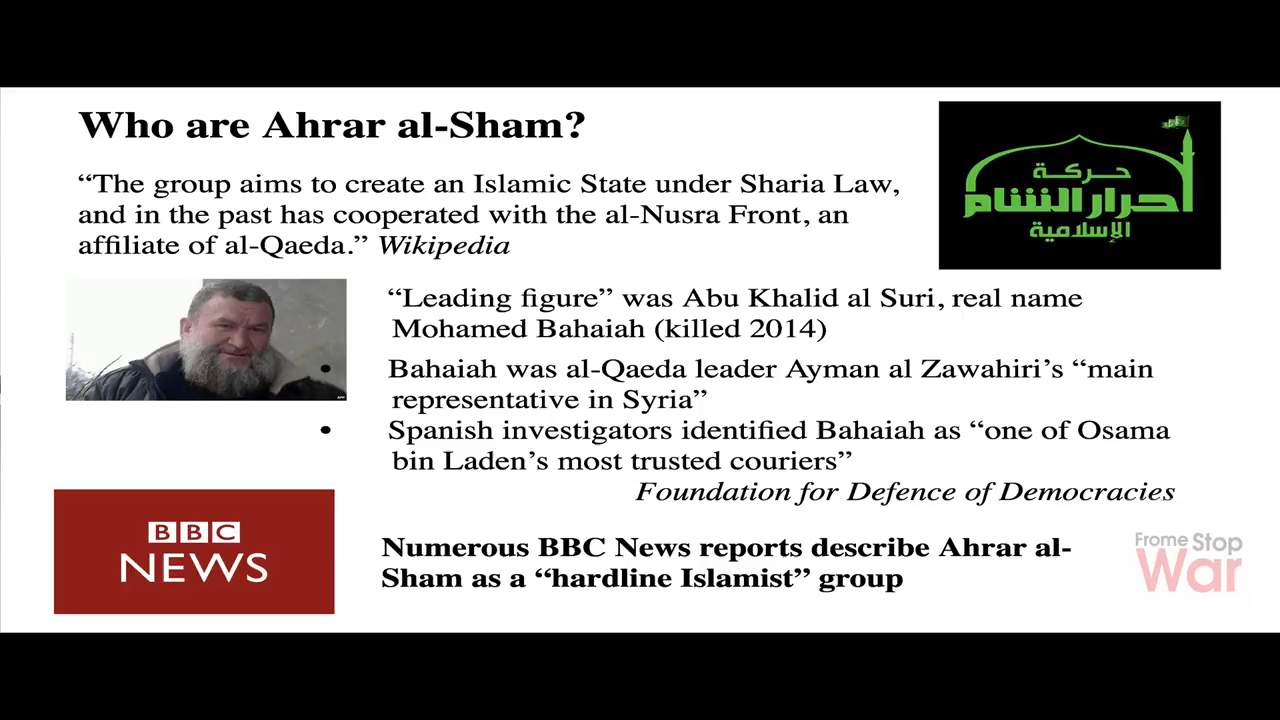 Who are Ahrar al-Sham?
“The group aims to create an Islamic State under Sharia Law,
and in the past has cooperated with the al-Nusra Front, an
affiliate of al-Qaeda.” Wikipedia
حركة
احرار الشام
الإسلامية
“Leading figure” was Abu Khalid al Suri, real name
Mohamed Bahaiah (killed 2014)
• Bahaiah was al-Qaeda leader Ayman al Zawahiri’s “main
representative in Syria”
• Spanish investigators identified Bahaiah as “one of Osama
bin Laden’s most trusted couriers”
Foundation for Defence of Democracies
BBC
NEWS
Numerous BBC News reports describe Ahrar al-
Sham as a “hardline Islamist” group
Frome Stop
War